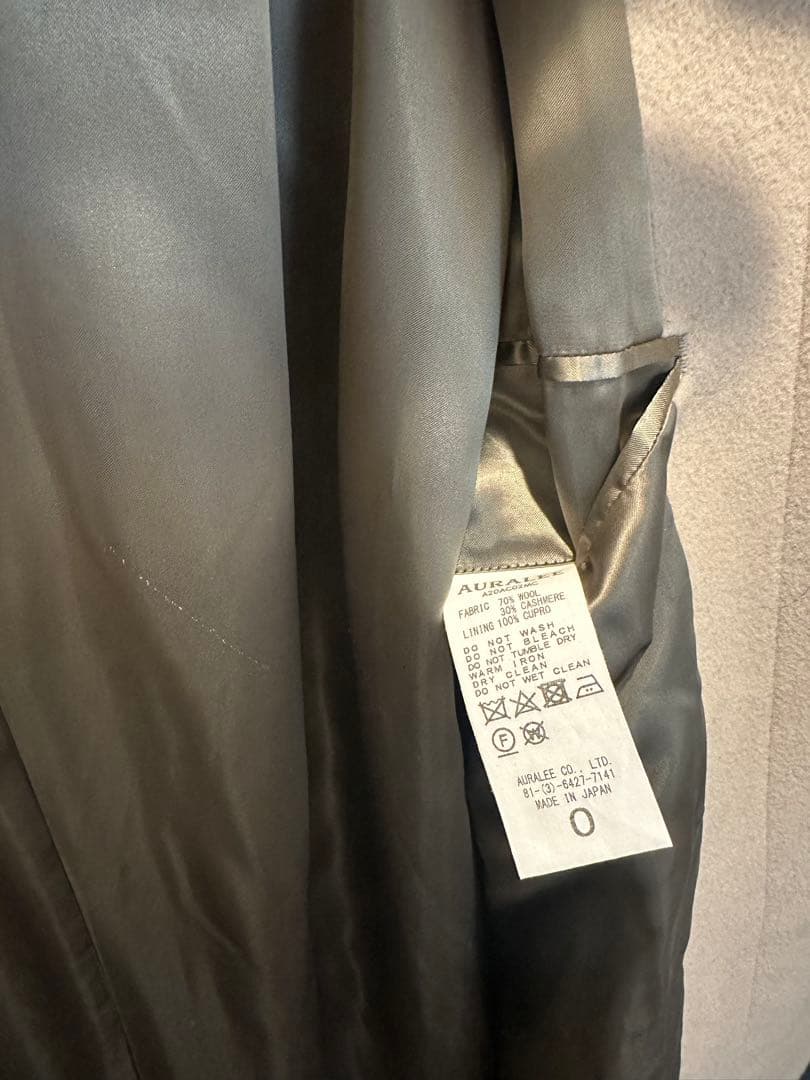 AURALEE
A20AC02MC
FABRIC 70% WOOL
30% CASHMERE
LINING 100% CUPRO
DO NOT WASH
DO NOT BLEACH
DO NOT TUMBLE DRY
WARM IRON
DRY CLEAN
DO NOT WET CLEAN
F W
AURALEE CO., LTD.
81-(3)-6427-7141
MADE IN JAPAN
0